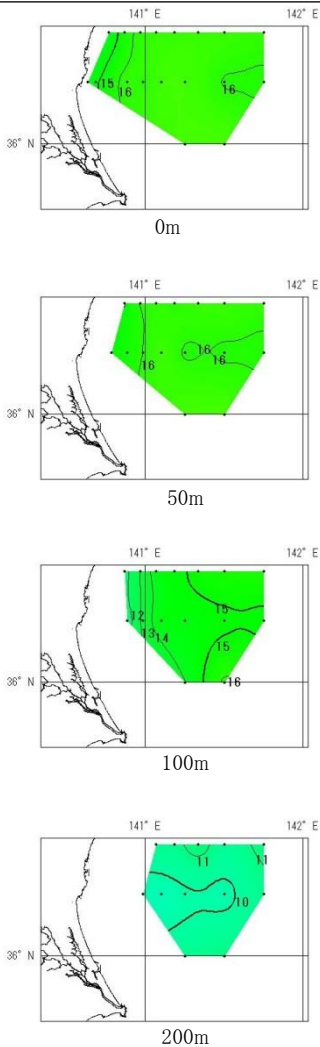 141° E 142° E
15 16 16
36° N
0m
141° E 142° E
16 16 16
36° N
50m
141° E 142° E
12 13 14 15
15
36° N 16
100m
141° E 142° E
11 11
10
36° N
200m